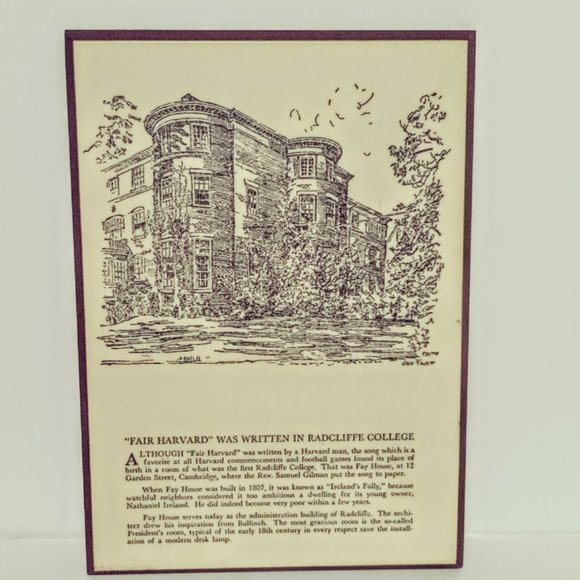 "FAIR HARVARD" WAS WRITTEN IN RADCLIFFE COLLEGE
ALTHOUGH "Fair Harvard" was written by a Harvard man, the song which is a
favorite at all Harvard commencements and football games found its place of
birth in a room of what was the first Radcliffe College. That was Fay House, at 12
Garden Street, Cambridge, where the Rev. Samuel Gilman put the song to paper.
When Fay House was built in 1807, it was known as "Ireland's Folly," because
watchful neighbors considered it too ambitious a dwelling for its young owner,
Nathaniel Ireland. He did indeed become very poor within a few years.
Fay House serves today as the administration building of Radcliffe. The archi-
tect drew his inspiration from Bulfinch. The most gracious room is the so-called
President's room, typical of the early 16th century in every respect save the install-
ation of a modern desk lamp.